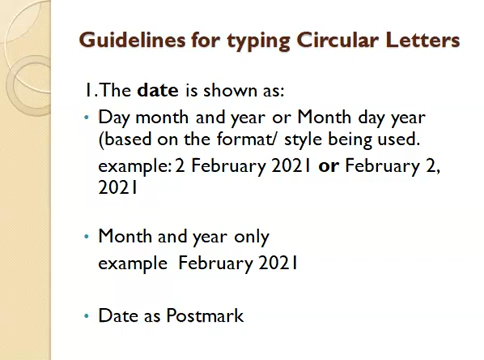 Guidelines for typing Circular Letters
1.The date is shown as:
• Day month and year or Month day year
(based on the format/ style being used.
example: 2 February 2021 or February 2,
2021
• Month and year only
example  February 2021
• Date as Postmark